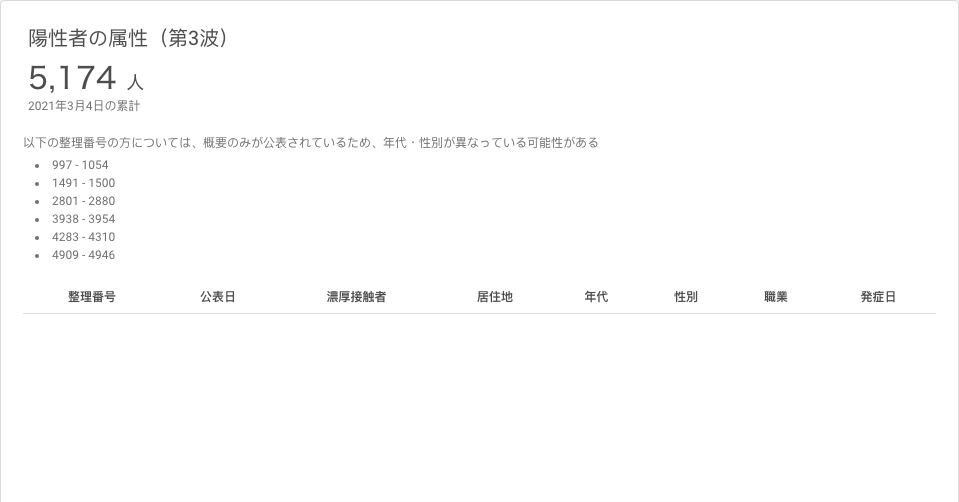 陽性者の属性（第3波）
5,174 人
2021年3月4日の累計
以下の整理番号の方については、概要のみが公表されているため、年代・性別が異なっている可能性がある
997 - 1054
1491 - 1500
2801 - 2880
3938 - 3954
4283 - 4310
4909 - 4946
整理番号 公表日 濃厚接触者 居住地 年代 性別 職業 発症日